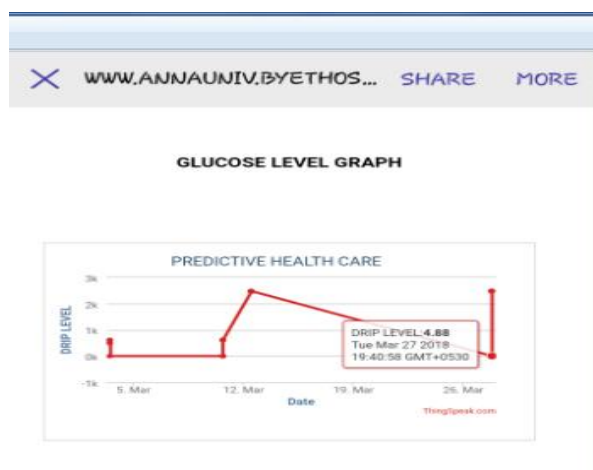 WWW.ANNAUNIV.BYETHOS... SHARE MORE
GLUCOSE LEVEL GRAPH
PREDICTIVE HEALTH CARE
3k
2k
1k
0k
-1k
DRIP LEVEL
DRIP LEVEL:4.88
Tue Mar 27 2018
19:40:58 GMT+0530
5. Mar 12. Mar 19. Mar 26. Mar
Date
ThingSpeak.com